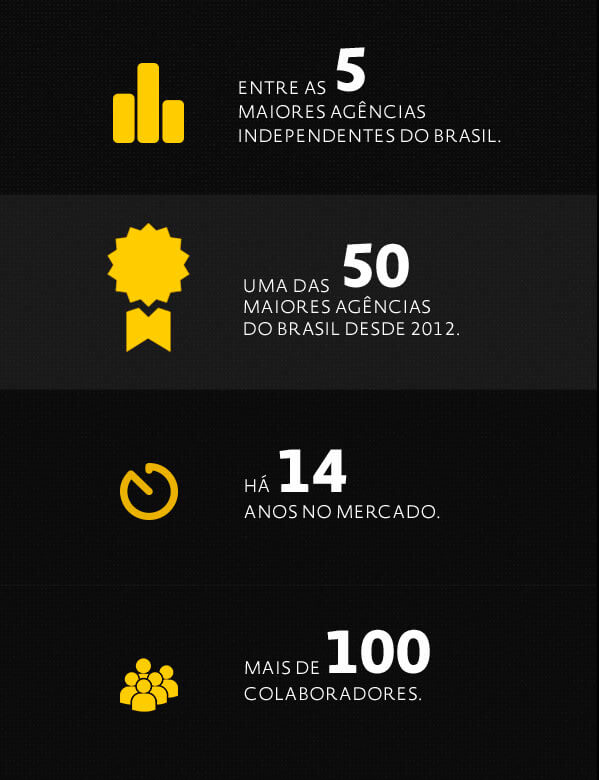 ENTRE AS 5
MAIORES AGÊNCIAS
INDEPENDENTES DO BRASIL.
UMA DAS 50
MAIORES AGÊNCIAS
DO BRASIL DESDE 2012.
HÁ 14
ANOS NO MERCADO.
MAIS DE 100
COLABORADORES.